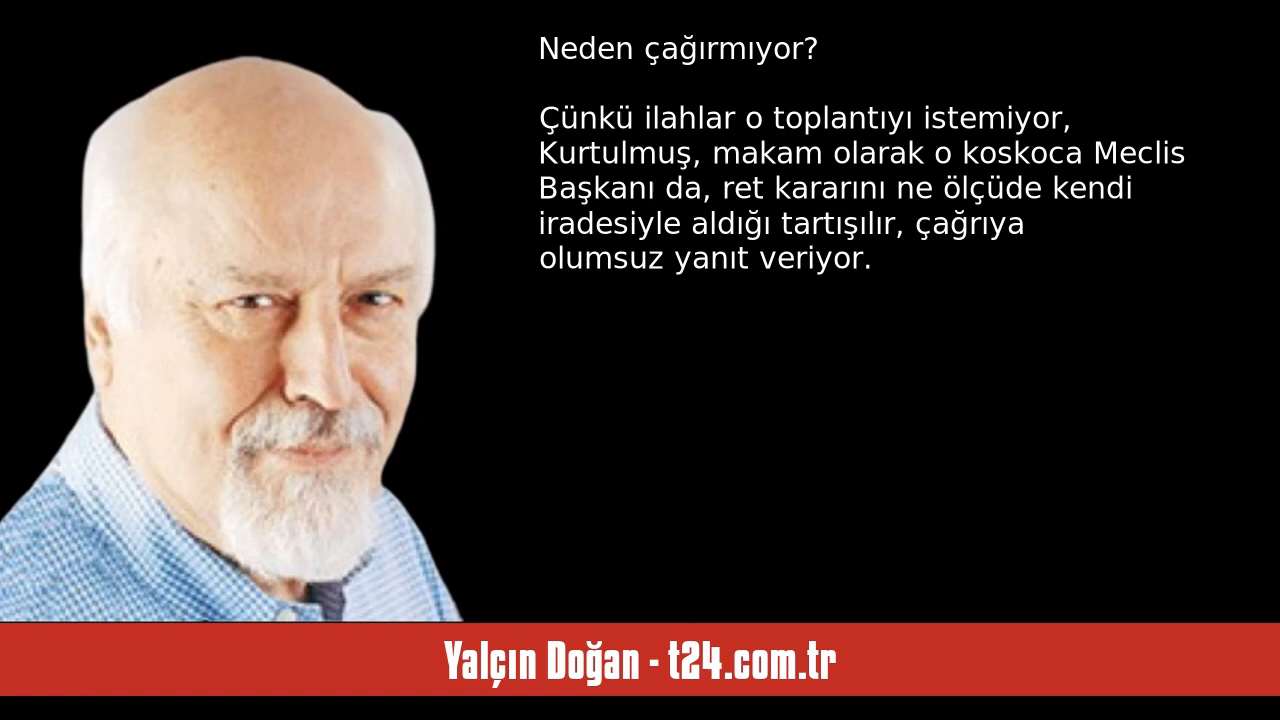 Neden çağırmıyor?
Çünkü ilahlar o toplantıyı istemiyor,
Kurtulmuş, makam olarak o koskoca Meclis
Başkanı da, ret kararını ne ölçüde kendi
iradesiyle aldığı tartışılır, çağrıya
olumsuz yanıt veriyor.
Yalçın Doğan - t24.com.tr